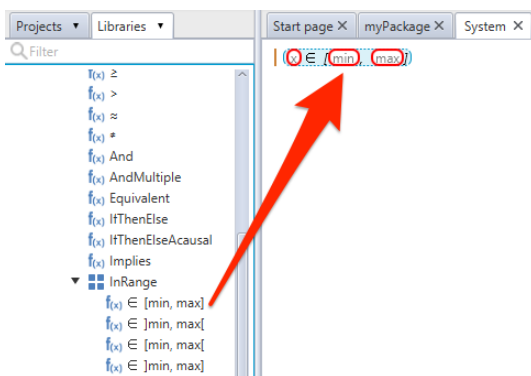 Projects ▼ Libraries ▼
Filter
f(x) ≥
f(x) >
f(x) ≈
f(x) ≠
f(x) And
f(x) AndMultiple
f(x) Equivalent
f(x) IfThenElse
f(x) IfThenElseAcausal
f(x) Implies
▼ InRange
f(x) ∈ [min, max]
f(x) ∈ ]min, max[
f(x) ∈ [min, max[
f(x) ∈ ]min, max]
Start page × myPackage × System ×
(x ∈ [min, max])